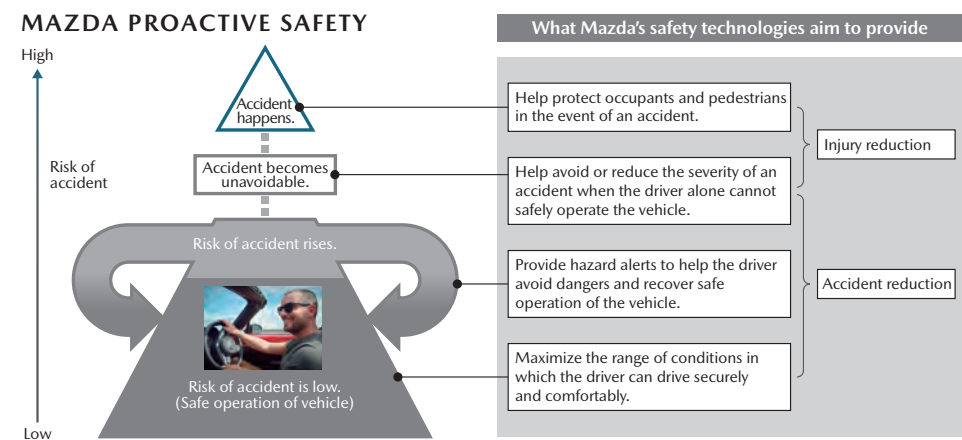 MAZDA PROACTIVE SAFETY
What Mazda's safety technologies aim to provide
High
Risk of
accident
Low
Accident
happens.
Accident becomes
unavoidable.
Risk of accident rises.
Risk of accident is low.
(Safe operation of vehicle)
Help protect occupants and pedestrians
in the event of an accident.
Help avoid or reduce the severity of an
accident when the driver alone cannot
safely operate the vehicle.
Provide hazard alerts to help the driver
avoid dangers and recover safe
operation of the vehicle.
Maximize the range of conditions in
which the driver can drive securely
and comfortably.
Injury reduction
Accident reduction